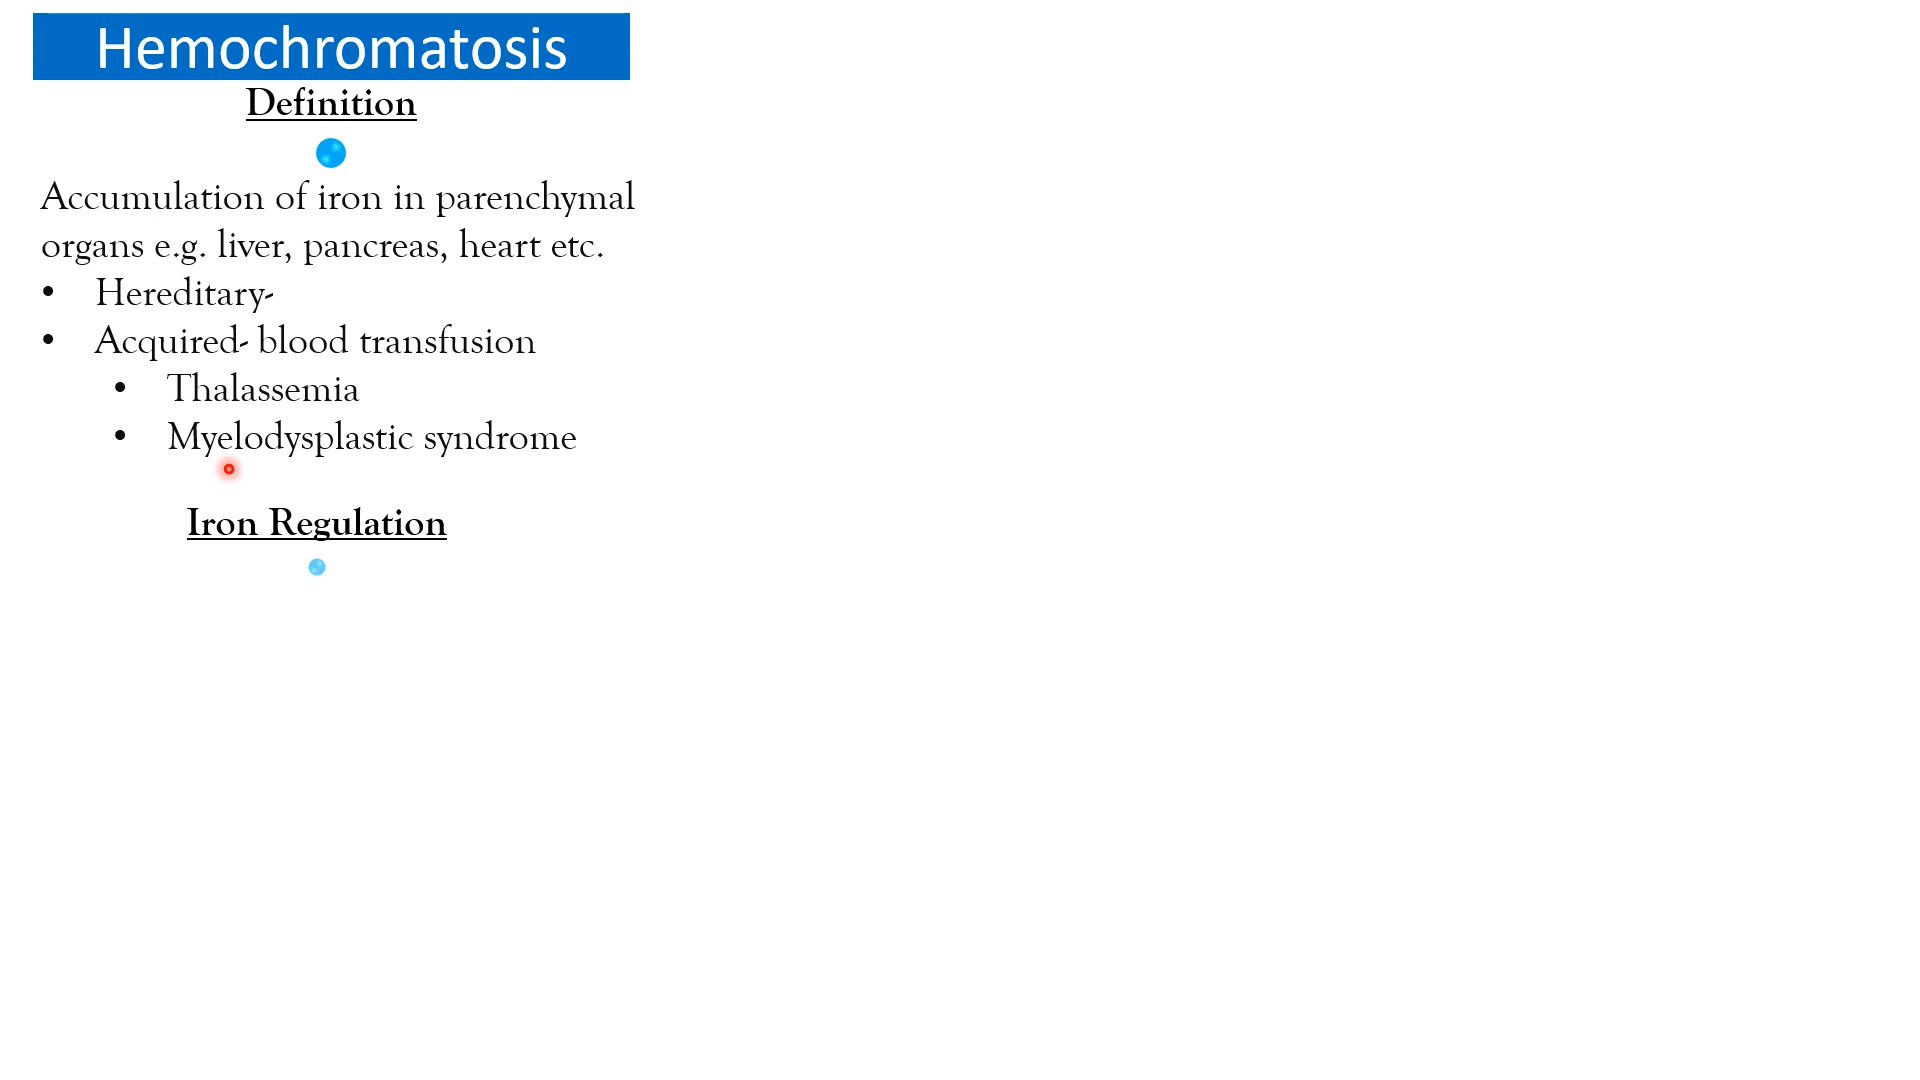 Hemochromatosis
Definition
Accumulation of iron in parenchymal
organs e.g. liver, pancreas, heart etc.
• Hereditary-
• Acquired- blood transfusion
• Thalassemia
• Myelodysplastic syndrome
Iron Regulation